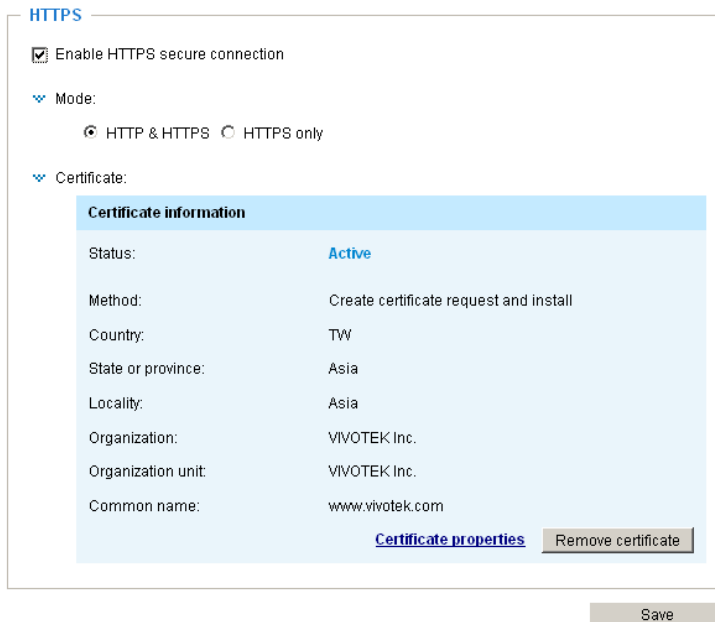 HTTPS
Enable HTTPS secure connection
Mode:
HTTP & HTTPS HTTPS only
Certificate:
Certificate information
Status: Active
Method: Create certificate request and install
Country: TW
State or province: Asia
Locality: Asia
Organization: VIVOTEK Inc.
Organization unit: VIVOTEK Inc.
Common name: www.vivotek.com
Certificate properties Remove certificate
Save